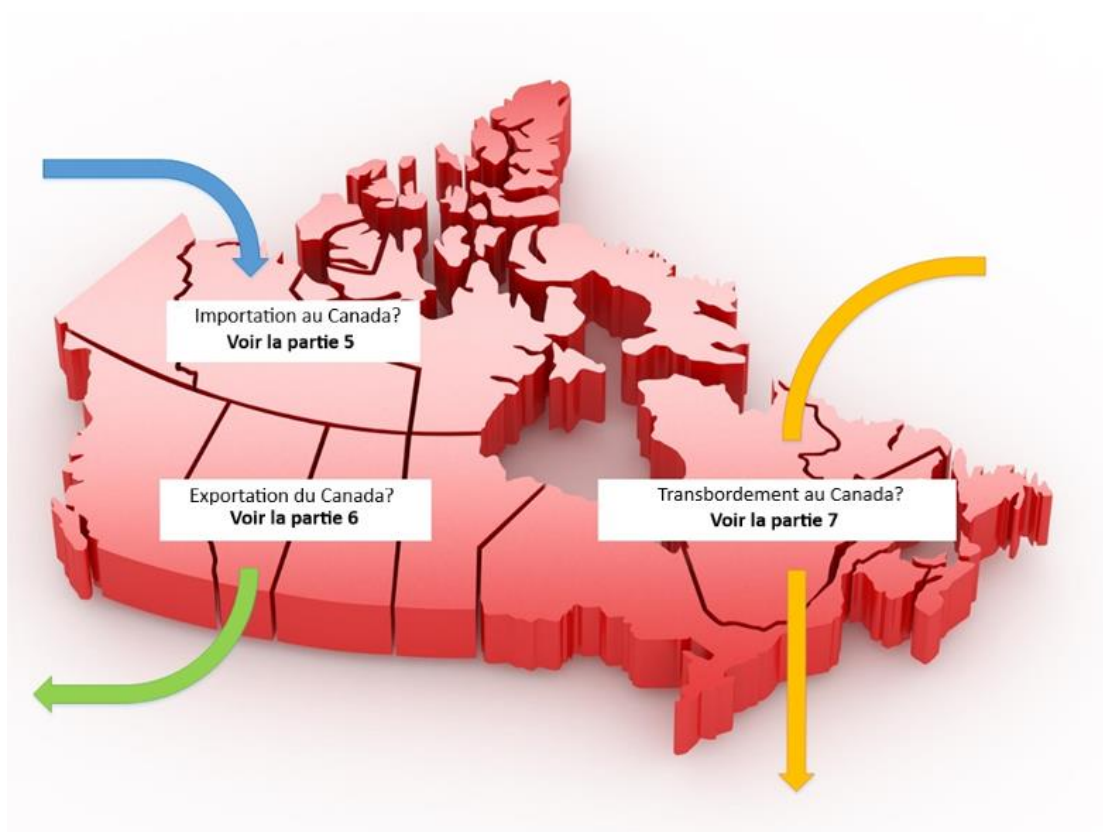 Importation au Canada?
Voir la partie 5
Exportation du Canada?
Voir la partie 6
Transbordement au Canada?
Voir la partie 7